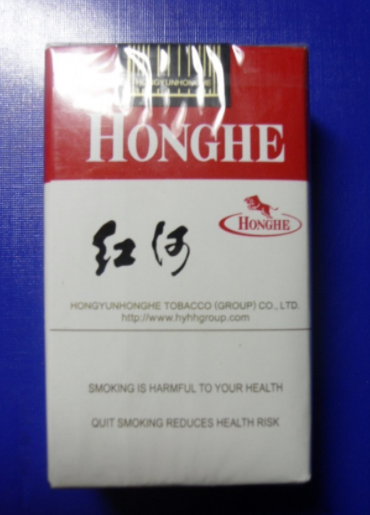 HONGYUNHONGHE
HONGHE
红河
HONGHE
HONGYUNHONGHE TOBACCO (GROUP) CO., LTD.
http://www.hyhhgroup.com
SMOKING IS HARMFUL TO YOUR HEALTH
QUIT SMOKING REDUCES HEALTH RISK